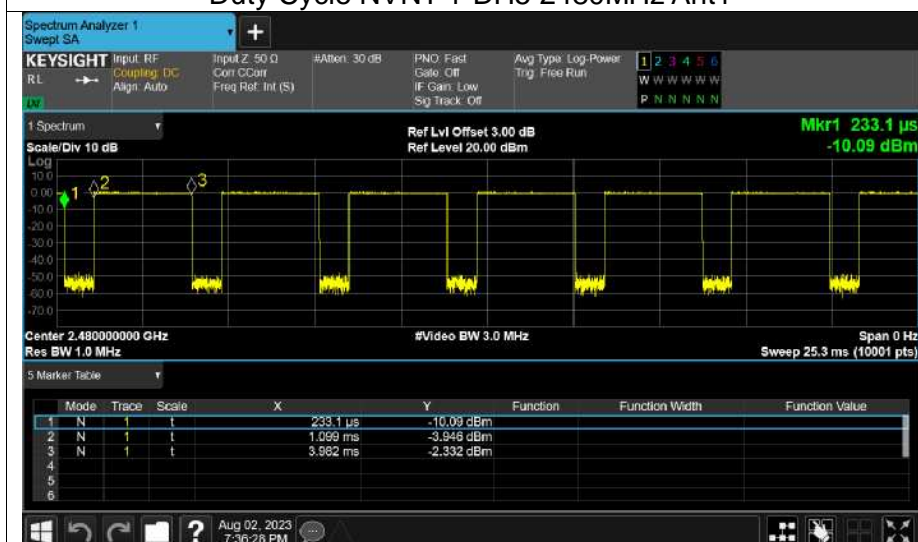 Duty Cycle NVNT 1-DH5 2480MHz Ant1
Spectrum Analyzer 1
Swept SA
+
KEYSIGHT Input: RF Input Z: 50 Ω #Atten: 30 dB PNO: Fast Avg Type: Log-Power 1 2 3 4 5 6
RL Coupling: DC Corr CCorr Gate: Off Trig: Free Run W W W W W W
Align: Auto Freq Ref: Int (S) IF Gain: Low
Sig Track: Off P N N N N N
1 Spectrum Ref Lvl Offset 3.00 dB Mkr1 233.1 µs
Scale/Div 10 dB Ref Level 20.00 dBm -10.09 dBm
Log
10.0
0.00 1 2 3
-10.0
-20.0
-30.0
-40.0
-50.0
-60.0
-70.0
Center 2.480000000 GHz #Video BW 3.0 MHz Span 0 Hz
Res BW 1.0 MHz Sweep 25.3 ms (10001 pts)
5 Marker Table
Mode Trace Scale X Y Function Function Width Function Value
1 N 1 t 233.1 µs -10.09 dBm
2 N 1 t 1.099 ms -3.946 dBm
3 N 1 t 3.982 ms -2.332 dBm
4
5
6
? Aug 02, 2023
7:36:28 PM